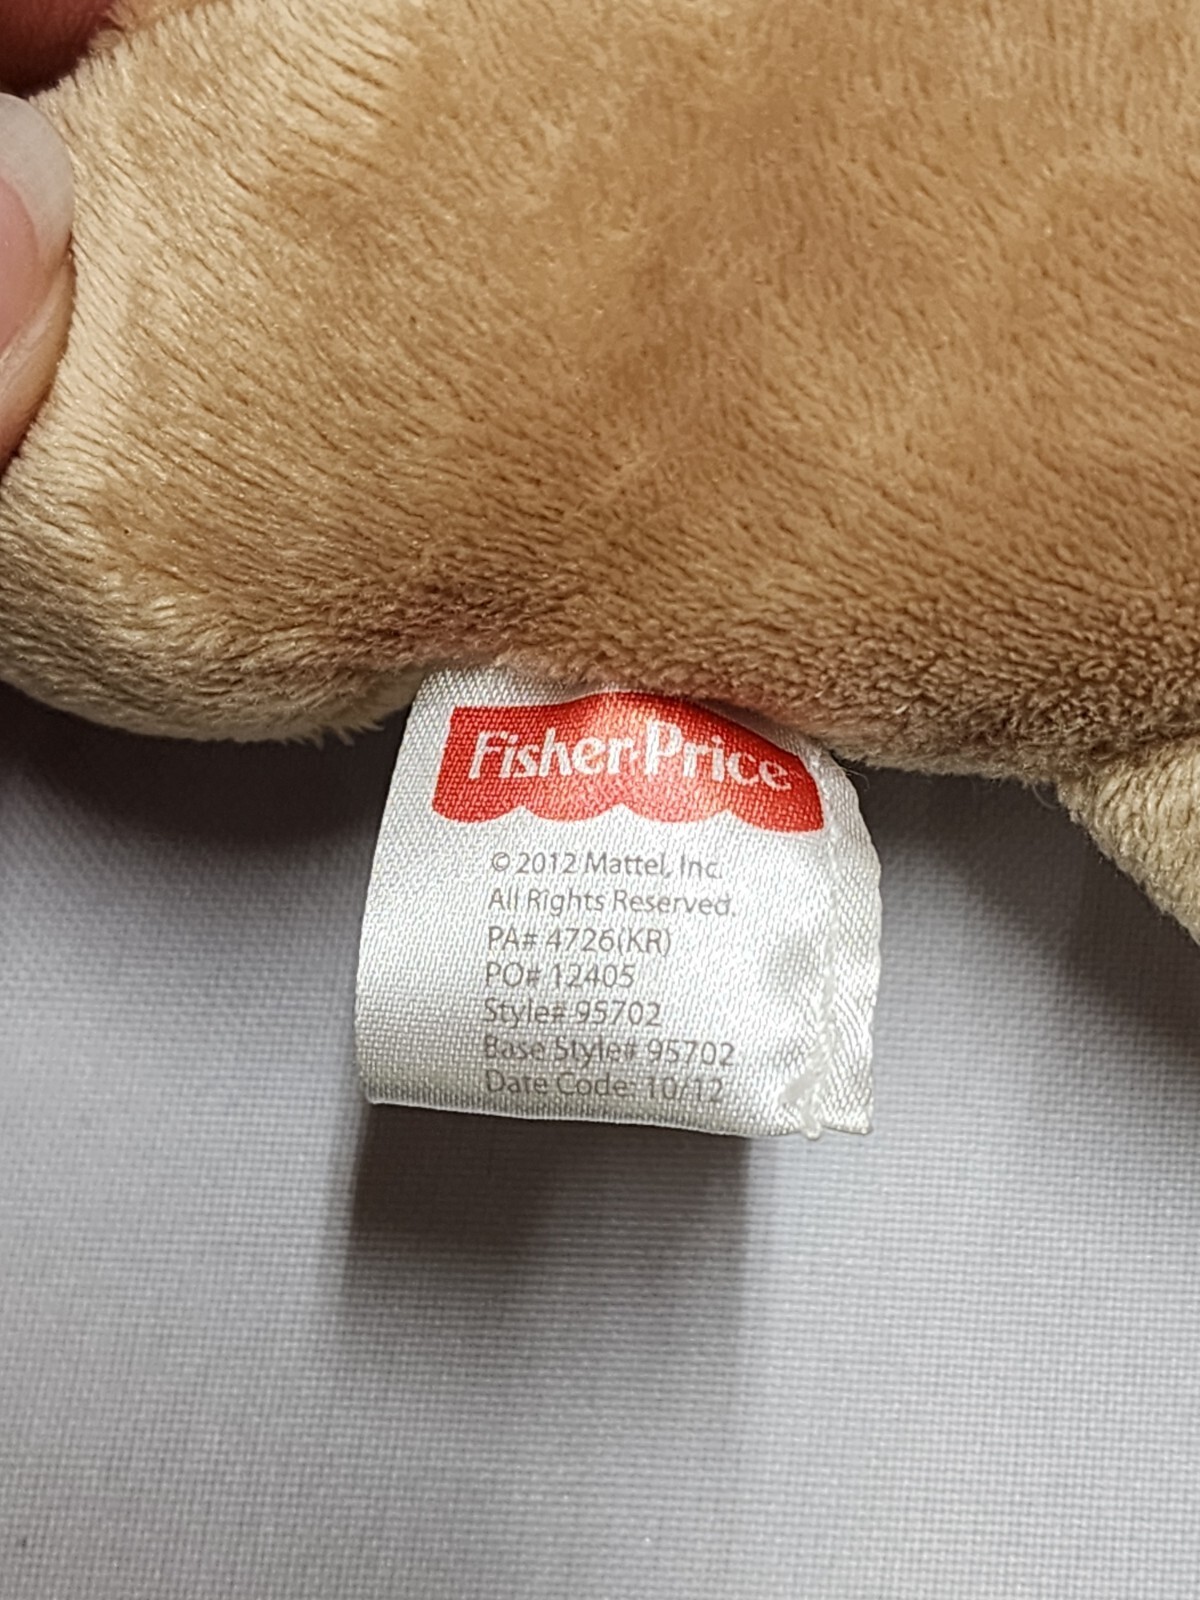 Fisher-Price
© 2012 Mattel, Inc.
All Rights Reserved.
PA# 4726(KR)
PO# 12405
Style# 95702
Base Style# 95702
Date Code: 10/12